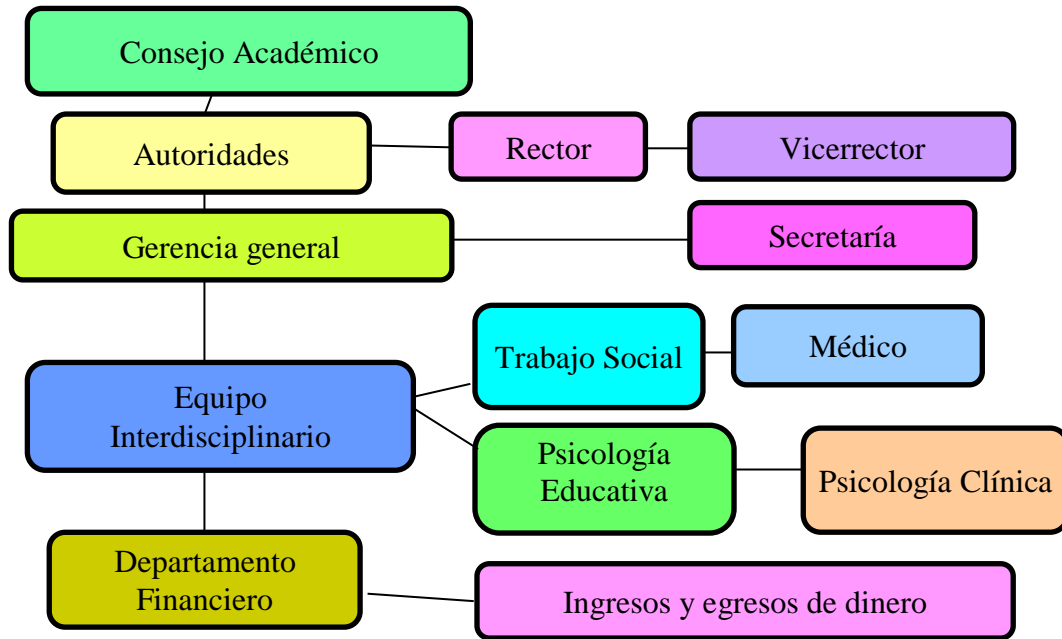 Consejo Académico
Autoridades
Rector
Vicerrector
Gerencia general
Secretaría
Trabajo Social
Médico
Equipo
Interdisciplinario
Psicología
Educativa
Psicología Clínica
Departamento
Financiero
Ingresos y egresos de dinero